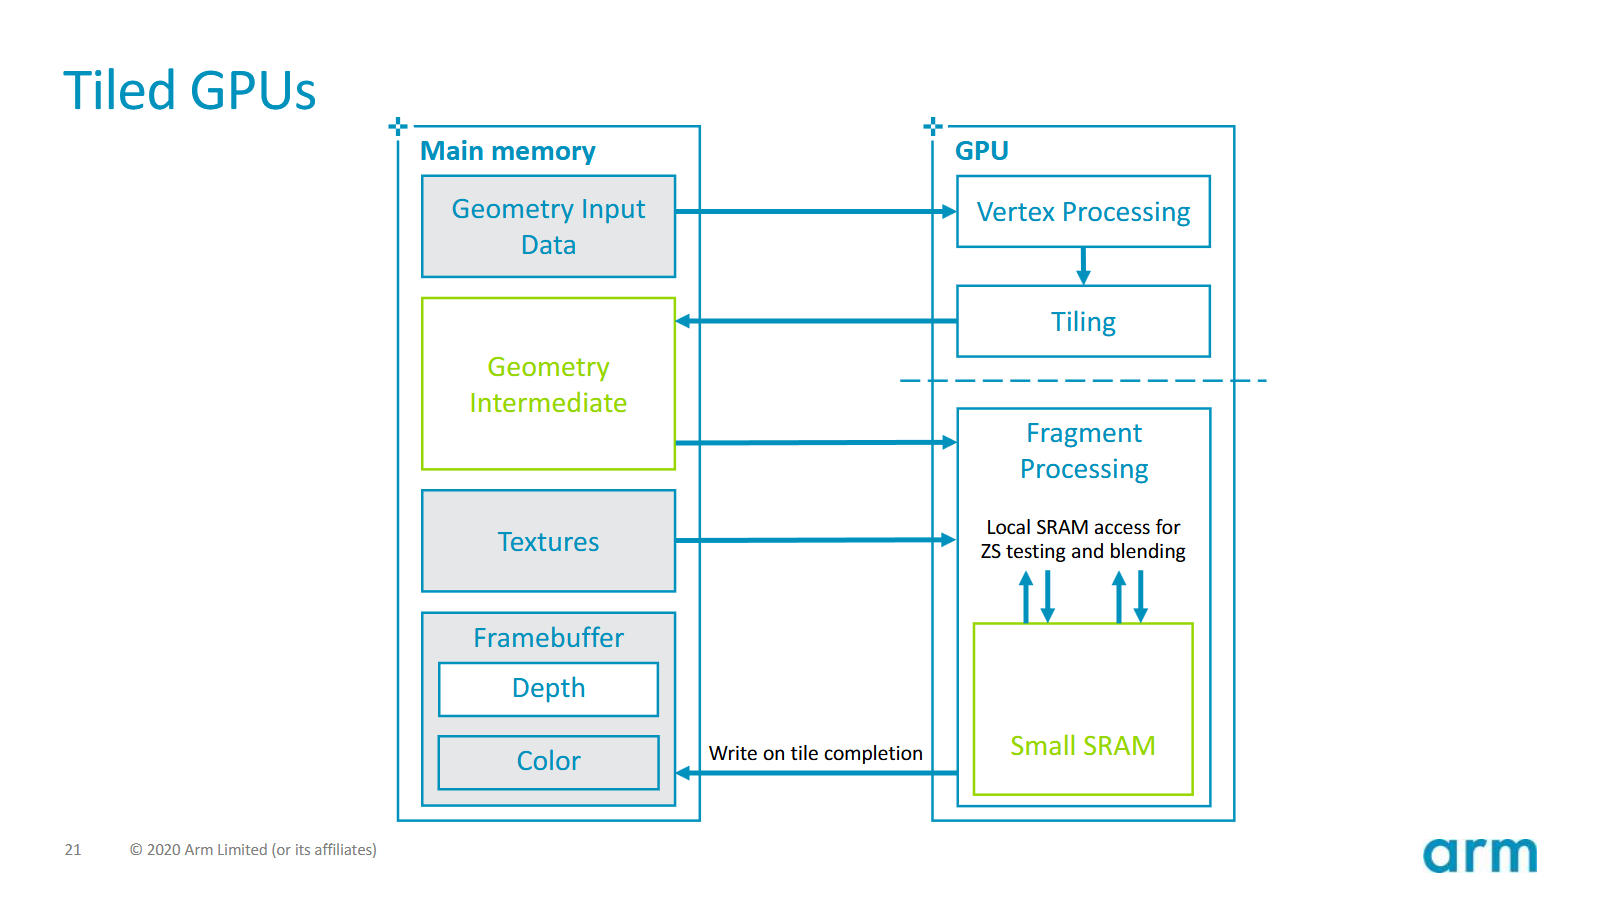 Tiled GPUs
Main memory
Geometry Input
Data
Geometry
Intermediate
Textures
Framebuffer
Depth
Color
Write on tile completion
GPU
Vertex Processing
Tiling
Fragment
Processing
Local SRAM access for
ZS testing and blending
Small SRAM
21
© 2020 Arm Limited (or its affiliates)
arm